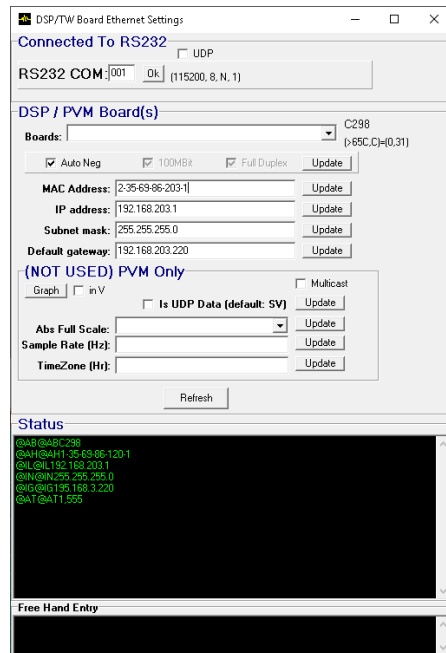 DSP/TW Board Ethernet Settings
Connected To RS232
UDP
RS232 COM: 001 Ok (115200, 8, N, 1)
DSP / PVM Board(s)
Boards:
C298
(>65C,C)=(0,31)
Auto Neg 100MBit Full Duplex Update
MAC Address: 2-35-69-86-203-1 Update
IP address: 192.168.203.1 Update
Subnet mask: 255.255.255.0 Update
Default gateway: 192.168.203.220 Update
(NOT USED) PVM Only
Graph in V
Multicast
Is UDP Data (default: SV) Update
Abs Full Scale: Update
Sample Rate (Hz): Update
TimeZone (Hr): Update
Refresh
Status
@AB@ABC298
@AH@AH1-35-69-86-120-1
@IL@IL192.168.203.1
@IN@IN255.255.255.0
@IG@IG195.168.3.220
@AT@AT1,555
Free Hand Entry